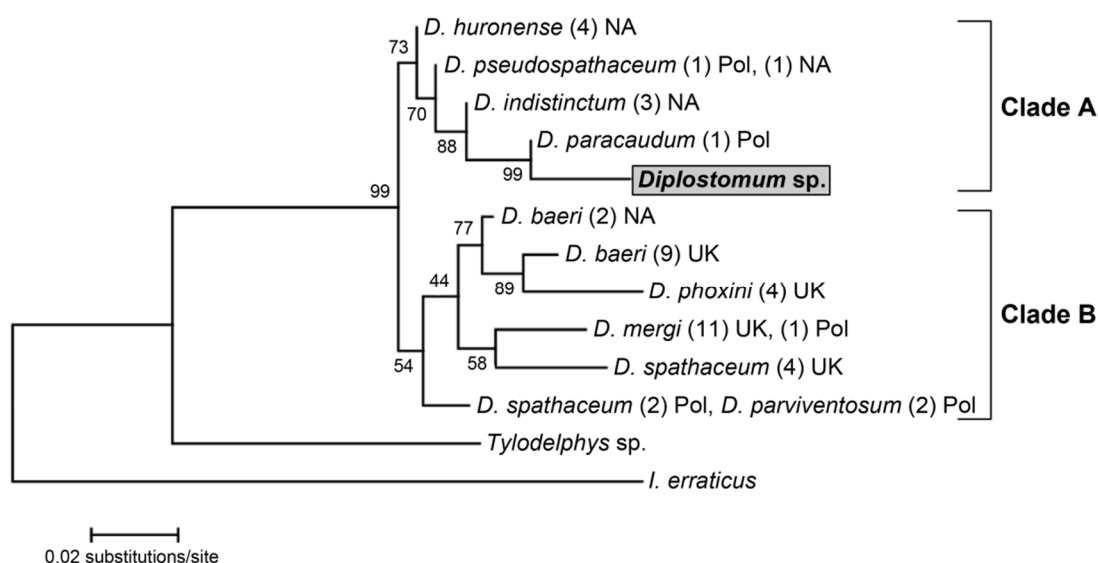 D. huronense (4) NA
73
D. pseudospathaceum (1) Pol, (1) NA
70
D. indistinctum (3) NA
Clade A
88
D. paracaudum (1) Pol
99
Diplostomum sp.
99
D. baeri (2) NA
77
D. baeri (9) UK
44
89
D. phoxini (4) UK
Clade B
D. mergi (11) UK, (1) Pol
58
D. spathaceum (4) UK
54
D. spathaceum (2) Pol, D. parviventosum (2) Pol
Tylodelphys sp.
I. erraticus
0.02 substitutions/site